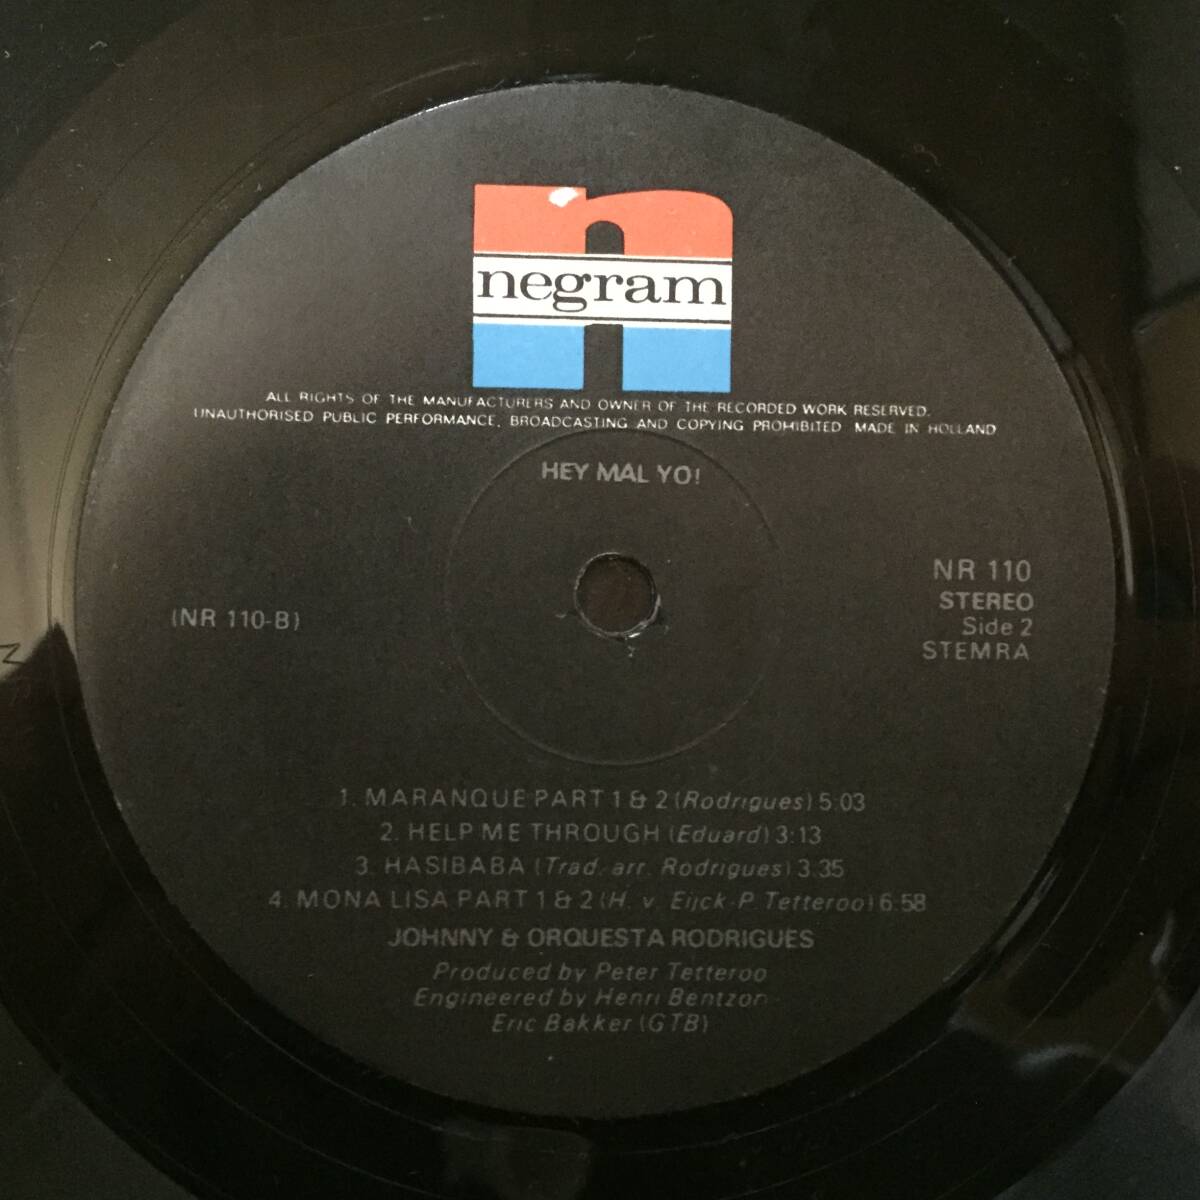 negram
ALL RIGHTS OF THE MANUFACTURERS AND OWNER OF THE RECORDED WORK RESERVED.
UNAUTHORISED PUBLIC PERFORMANCE, BROADCASTING AND COPYING PROHIBITED MADE IN HOLLAND
HEY MAL YO!
NR 110
STEREO
(NR 110-B)
Side 2
STEMRA
1. MARANQUE PART 1 & 2 (Rodrigues) 5:03
2. HELP ME THROUGH (Eduard) 3:13
3. HASIBABA (Trad. arr. Rodrigues) 3.35
4. MONA LISA PART 1 & 2 (H. v. Eijck-P Tetteroo) 6:58
JOHNNY & ORQUESTA RODRIGUES
Produced by Peter Tetteroo
Engineered by Henri Bentzon
Eric Bakker (GTB)